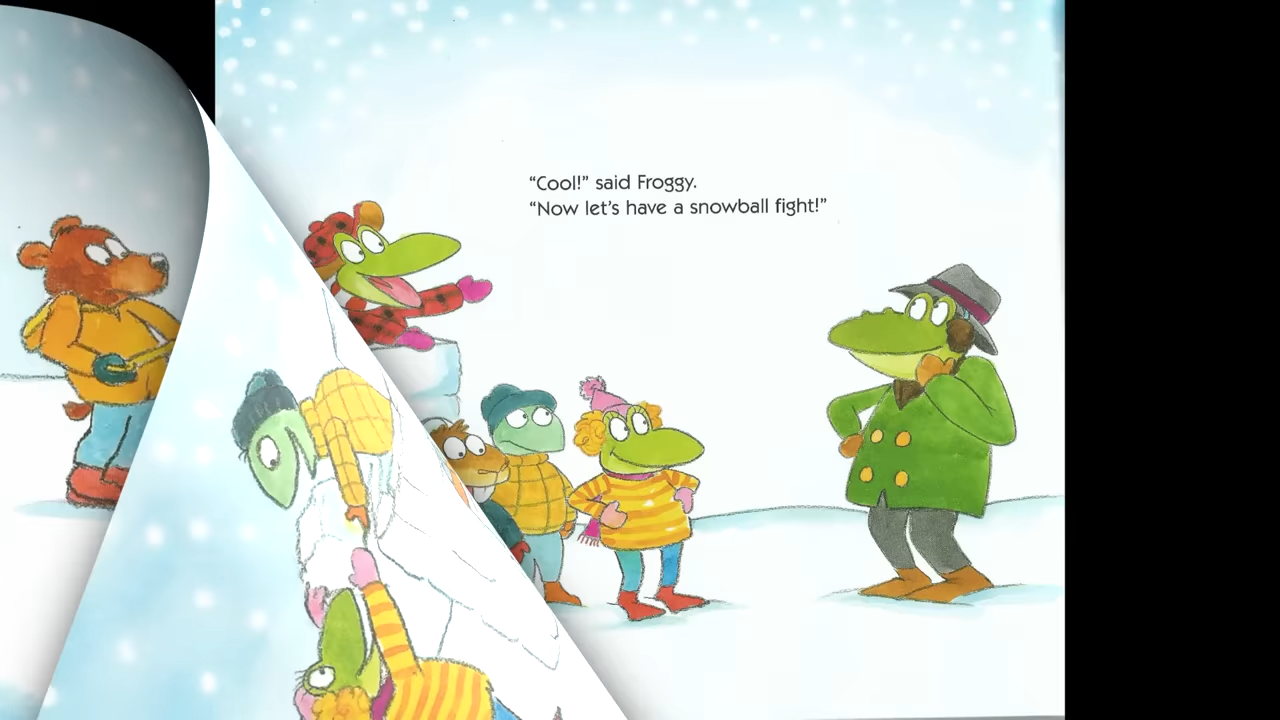 “Cool!” said Froggy.
“Now let’s have a snowball fight!”